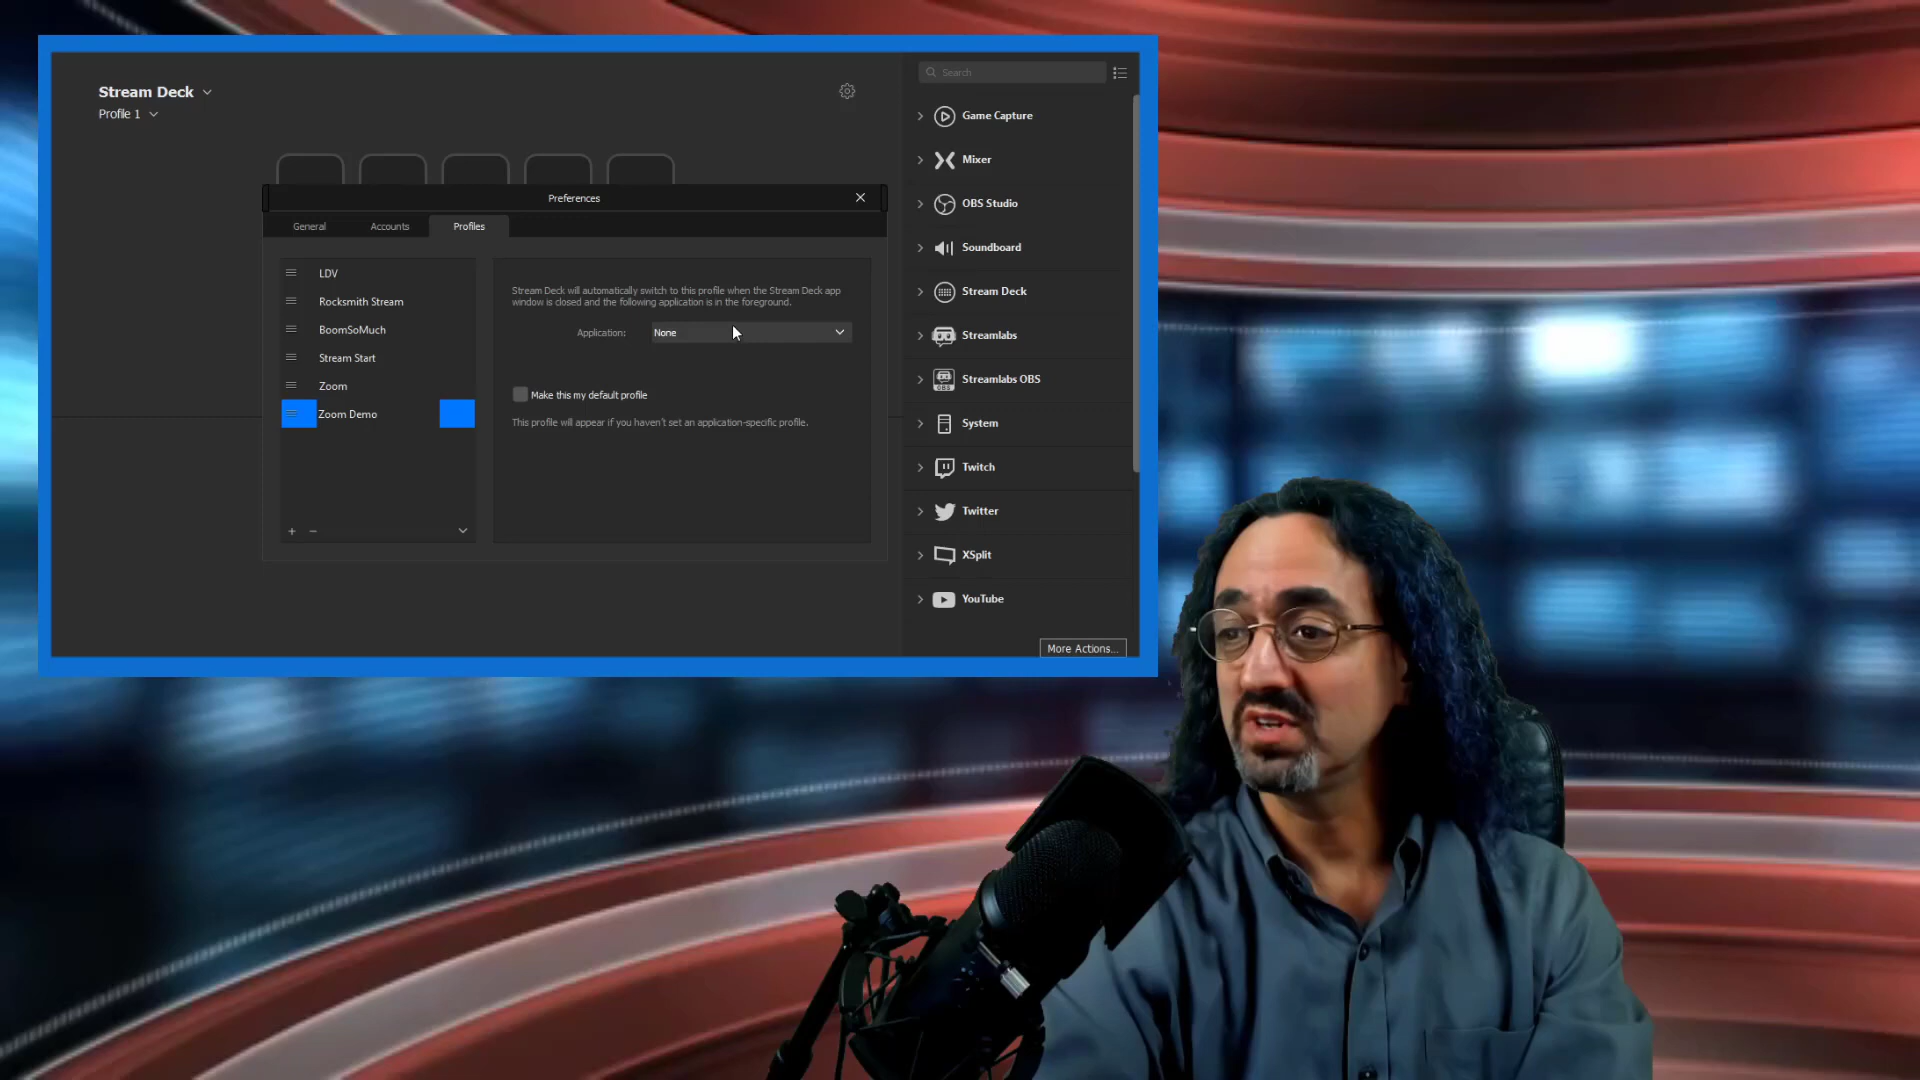 Stream Deck
Profile 1
Preferences
General
Accounts
Profiles
LDV
Rocksmith Stream
BoomSoMuch
Stream Start
Zoom
Zoom Demo
+ −
Stream Deck will automatically switch to this profile when the Stream Deck app
window is closed and the following application is in the foreground.
Application: None
Make this my default profile
This profile will appear if you haven't set an application-specific profile.
Search
Game Capture
Mixer
OBS Studio
Soundboard
Stream Deck
Streamlabs
OBS
Streamlabs OBS
System
Twitch
Twitter
XSplit
YouTube
More Actions...